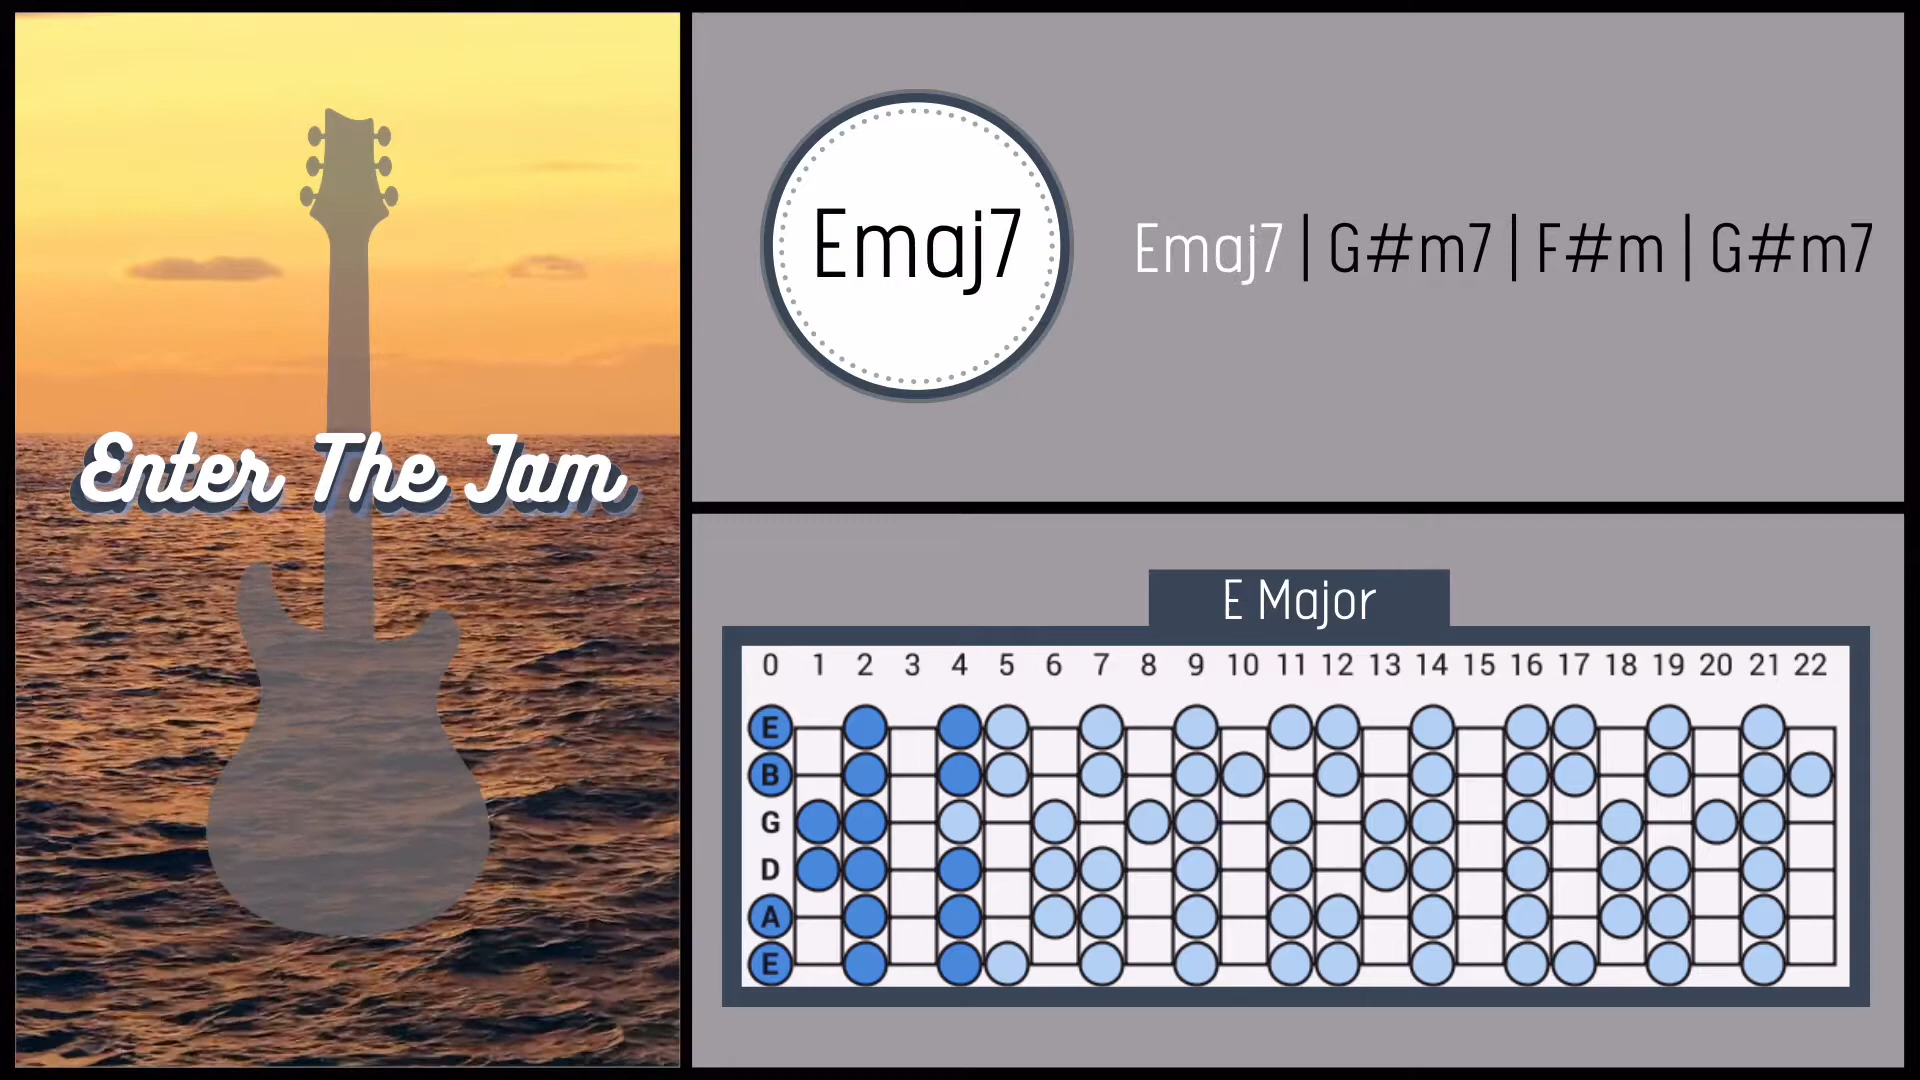 Enter The Jam
Emaj7
Emaj7 | G#m7 | F#m | G#m7
E Major
0 1 2 3 4 5 6 7 8 9 10 11 12 13 14 15 16 17 18 19 20 21 22
E
B
G
D
A
E